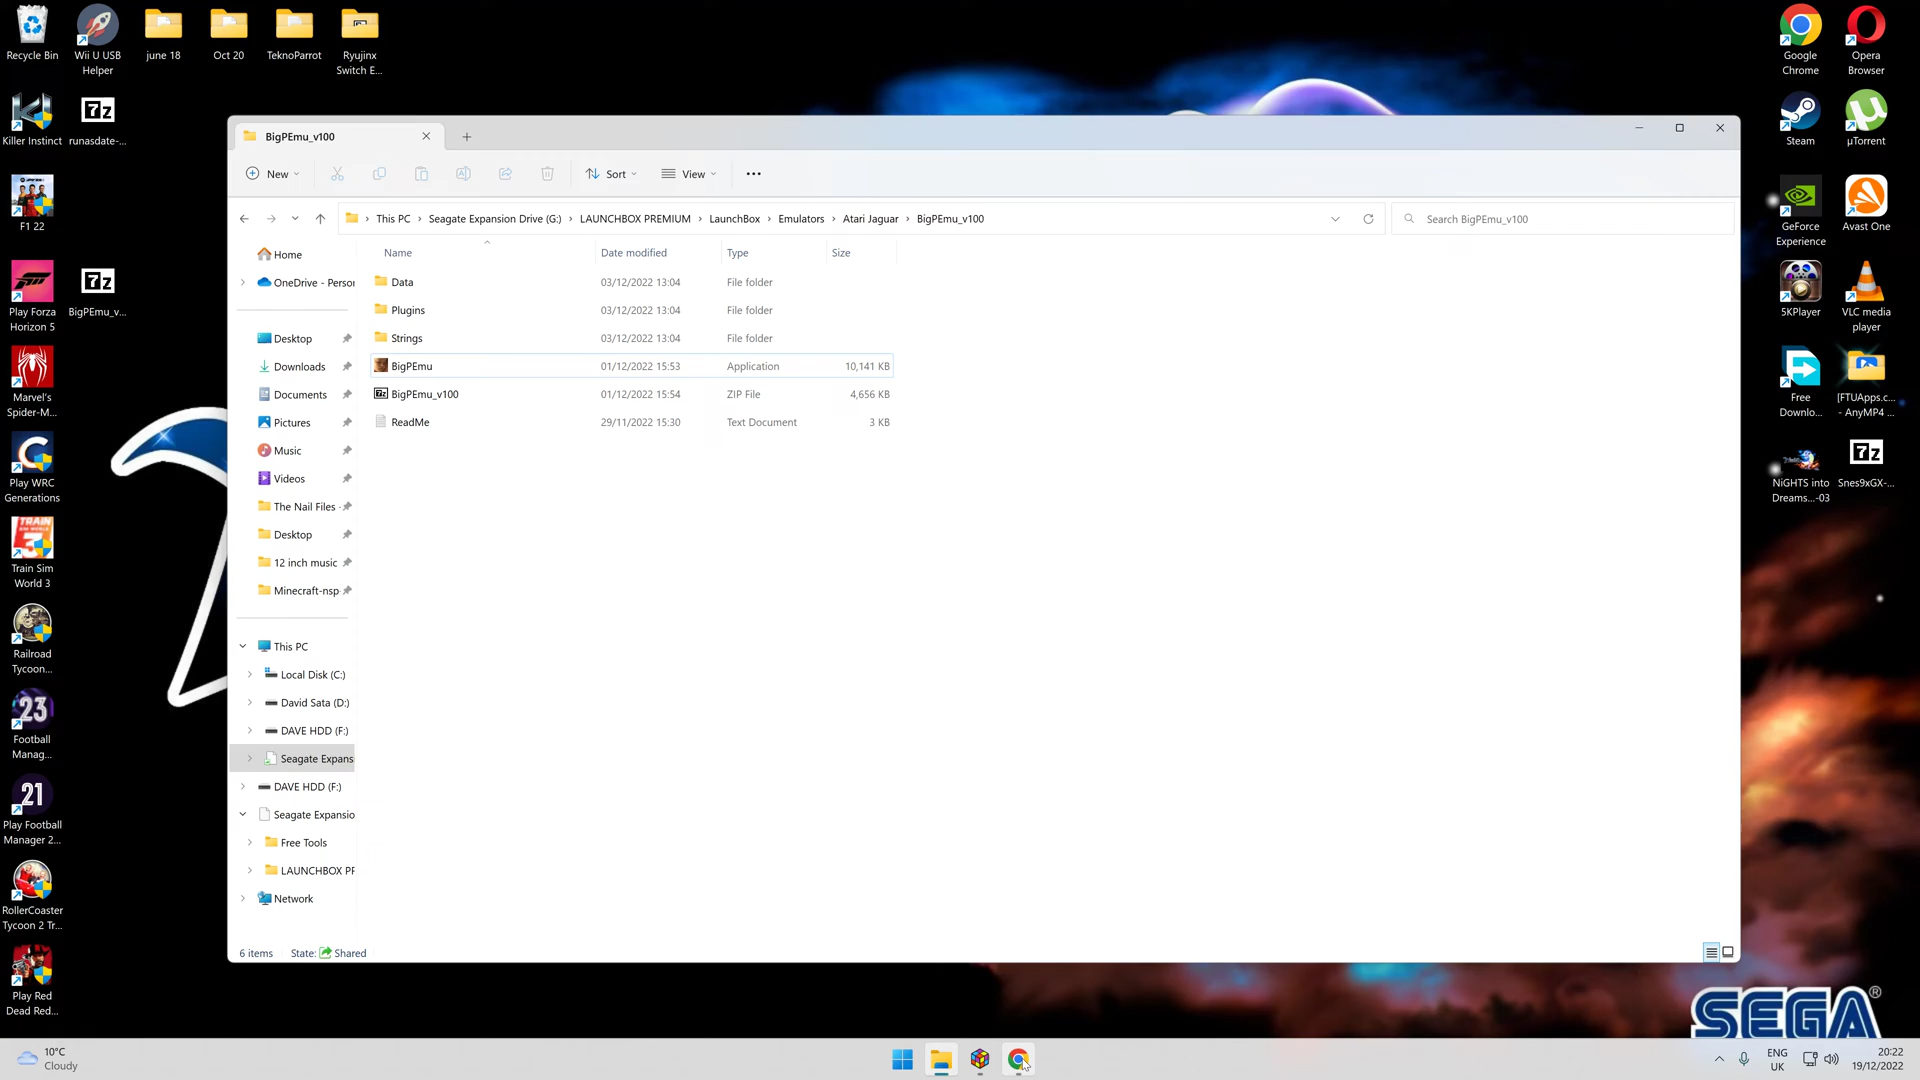 Recycle Bin
Wii U USB
Helper
june 18
Oct 20
TeknoParrot
Ryujinx
Switch E...
Killer Instinct
runasdate-...
F1 22
Play Forza
Horizon 5
BigPEmu_v...
Marvel's
Spider-M...
Play WRC
Generations
Train Sim
World 3
Railroad
Tycoon...
Football
Manag...
Play Football
Manager 2...
RollerCoaster
Tycoon 2 Tr...
Play Red
Dead Red...
BigPEmu_v100
New
Sort
View
This PC
Seagate Expansion Drive (G:)
LAUNCHBOX PREMIUM
LaunchBox
Emulators
Atari Jaguar
BigPEmu_v100
Search BigPEmu_v100
Home
OneDrive - Persor
Desktop
Downloads
Documents
Pictures
Music
Videos
The Nail Files -
Desktop
12 inch music
Minecraft-nsp
This PC
Local Disk (C:)
David Sata (D:)
DAVE HDD (F:)
Seagate Expans
DAVE HDD (F:)
Seagate Expansio
Free Tools
LAUNCHBOX PR
Network
Name Date modified Type Size
Data 03/12/2022 13:04 File folder
Plugins 03/12/2022 13:04 File folder
Strings 03/12/2022 13:04 File folder
BigPEmu 01/12/2022 15:53 Application 10,141 KB
BigPEmu_v100 01/12/2022 15:54 ZIP File 4,656 KB
ReadMe 29/11/2022 15:30 Text Document 3 KB
6 items State: Shared
Google
Chrome
Opera
Browser
Steam
µTorrent
GeForce
Experience
Avast One
5KPlayer
VLC media
player
Free
Downlo...
[FTUApps.c...
- AnyMP4 ...
NiGHTS into
Dreams...-03
Snes9xGX-...
SEGA®
10°C
Cloudy
ENG
UK
20:22
19/12/2022